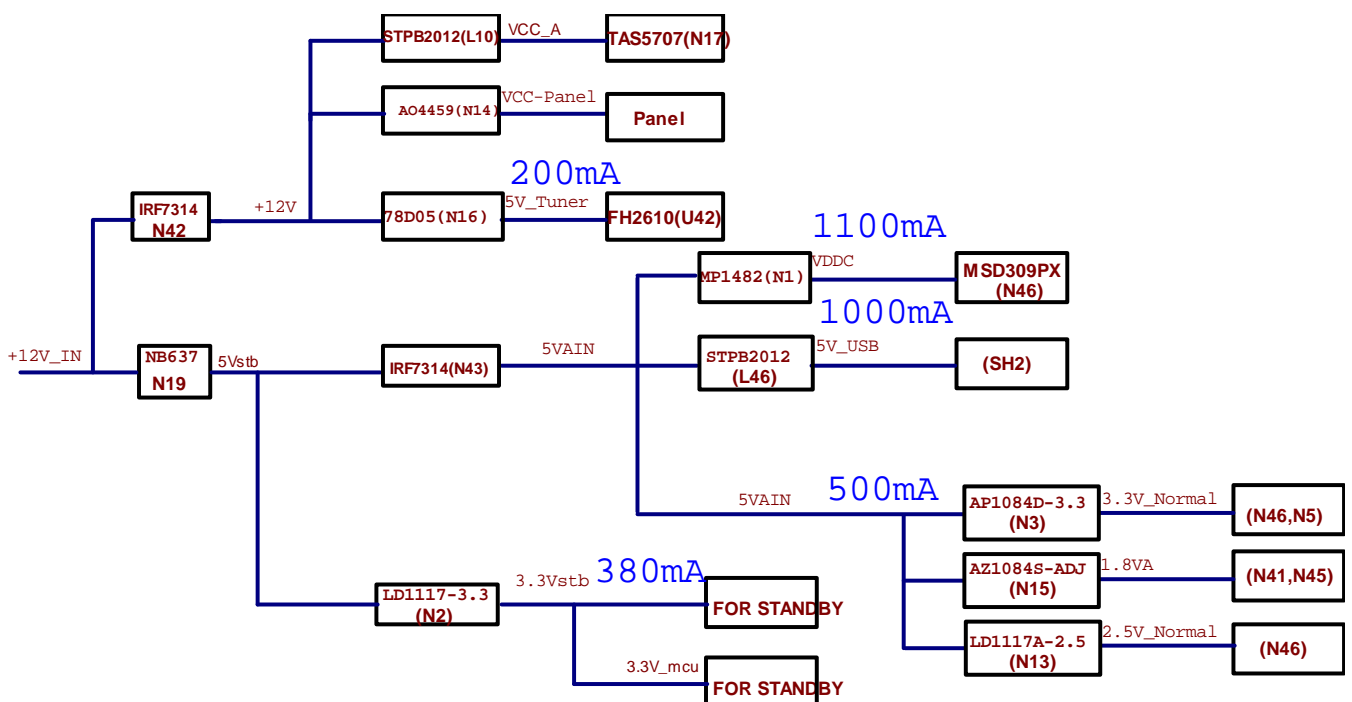 STPB2012(L10)
VCC_A
TAS5707(N17)
AO4459(N14)
VCC-Panel
Panel
200mA
IRF7314
N42
+12V
78D05(N16)
5V_Tuner
FH2610(U42)
1100mA
MP1482(N1)
VDDC
MSD309PX
(N46)
1000mA
+12V_IN
NB637
N19
5Vstb
IRF7314(N43)
5VAIN
STPB2012
(L46)
5V_USB
(SH2)
5VAIN
500mA
AP1084D-3.3
(N3)
3.3V_Normal
(N46,N5)
AZ1084S-ADJ
(N15)
1.8VA
(N41,N45)
LD1117A-2.5
(N13)
2.5V_Normal
(N46)
LD1117-3.3
(N2)
3.3Vstb
380mA
FOR STANDBY
3.3V_mcu
FOR STANDBY